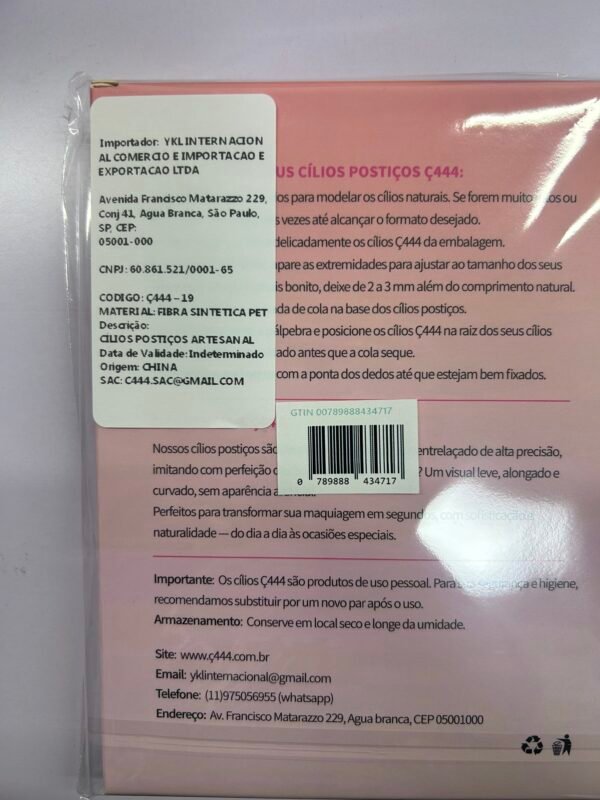 Importador: YKL INTERNACION
AL COMERCIO E IMPORTACAO E
EXPORTACAO LTDA
Avenida Francisco Matarazzo 229,
Conj 41, Agua Branca, São Paulo,
SP, CEP:
05001-000
CNPJ: 60.861.521/0001-65
CODIGO: Ç444 – 19
MATERIAL: FIBRA SINTETICA PET
Descrição:
CÍLIOS POSTIÇOS ARTESANAL
Data de Validade: Indeterminado
Origem: CHINA
SAC: C444.SAC@GMAIL.COM
US CÍLIOS POSTIÇOS Ç444:
os para modelar os cílios naturais. Se forem muito ou
s vezes até alcançar o formato desejado.
delicadamente os cílios Ç444 da embalagem.
pare as extremidades para ajustar ao tamanho dos seus
is bonito, deixe de 2 a 3 mm além do comprimento natural.
da de cola na base dos cílios postiços.
álpebra e posicione os cílios Ç444 na raiz dos seus cílios
ado antes que a cola seque.
com a ponta dos dedos até que estejam bem fixados.
GTIN 00789888434717
0 789888 434717
Nossos cílios postiços são entrelaçado de alta precisão,
imitando com perfeição ? Um visual leve, alongado e
curvado, sem aparência
Perfeitos para transformar sua maquiagem em segundos, com sofisticação e
naturalidade — do dia a dia às ocasiões especiais.
Importante: Os cílios Ç444 são produtos de uso pessoal. Para sua segurança e higiene,
recomendamos substituir por um novo par após o uso.
Armazenamento: Conserve em local seco e longe da umidade.
Site: www.ç444.com.br
Email: yklinternacional@gmail.com
Telefone: (11)975056955 (whatsapp)
Endereço: Av. Francisco Matarazzo 229, Agua branca, CEP 05001000